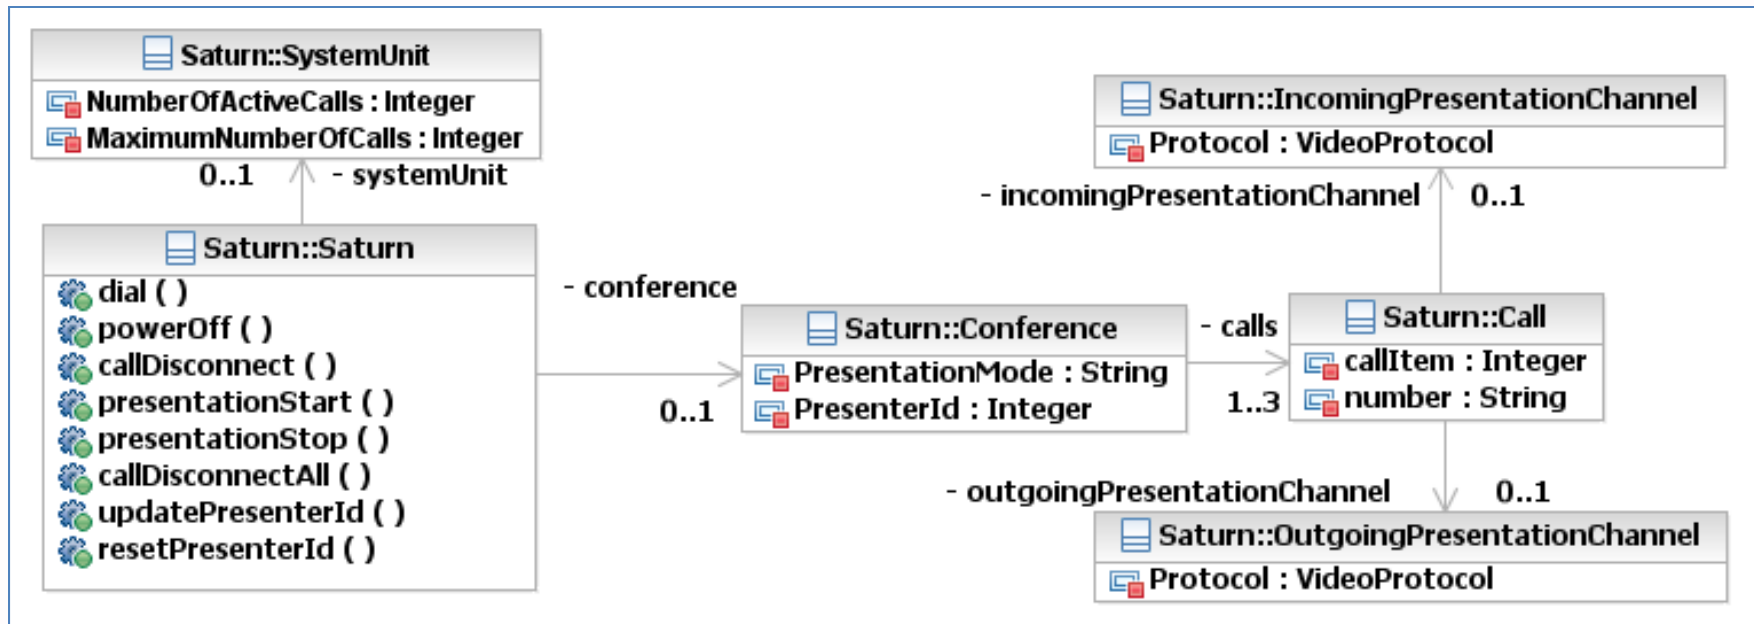 Saturn::SystemUnit
NumberOfActiveCalls : Integer
MaximumNumberOfCalls : Integer
0..1 - systemUnit
Saturn::Saturn
dial ( )
powerOff ( )
callDisconnect ( )
presentationStart ( )
presentationStop ( )
callDisconnectAll ( )
updatePresenterId ( )
resetPresenterId ( )
- conference
0..1
Saturn::Conference
PresentationMode : String
PresenterId : Integer
- calls
1..3
Saturn::IncomingPresentationChannel
Protocol : VideoProtocol
- incomingPresentationChannel 0..1
Saturn::Call
callItem : Integer
number : String
- outgoingPresentationChannel 0..1
Saturn::OutgoingPresentationChannel
Protocol : VideoProtocol